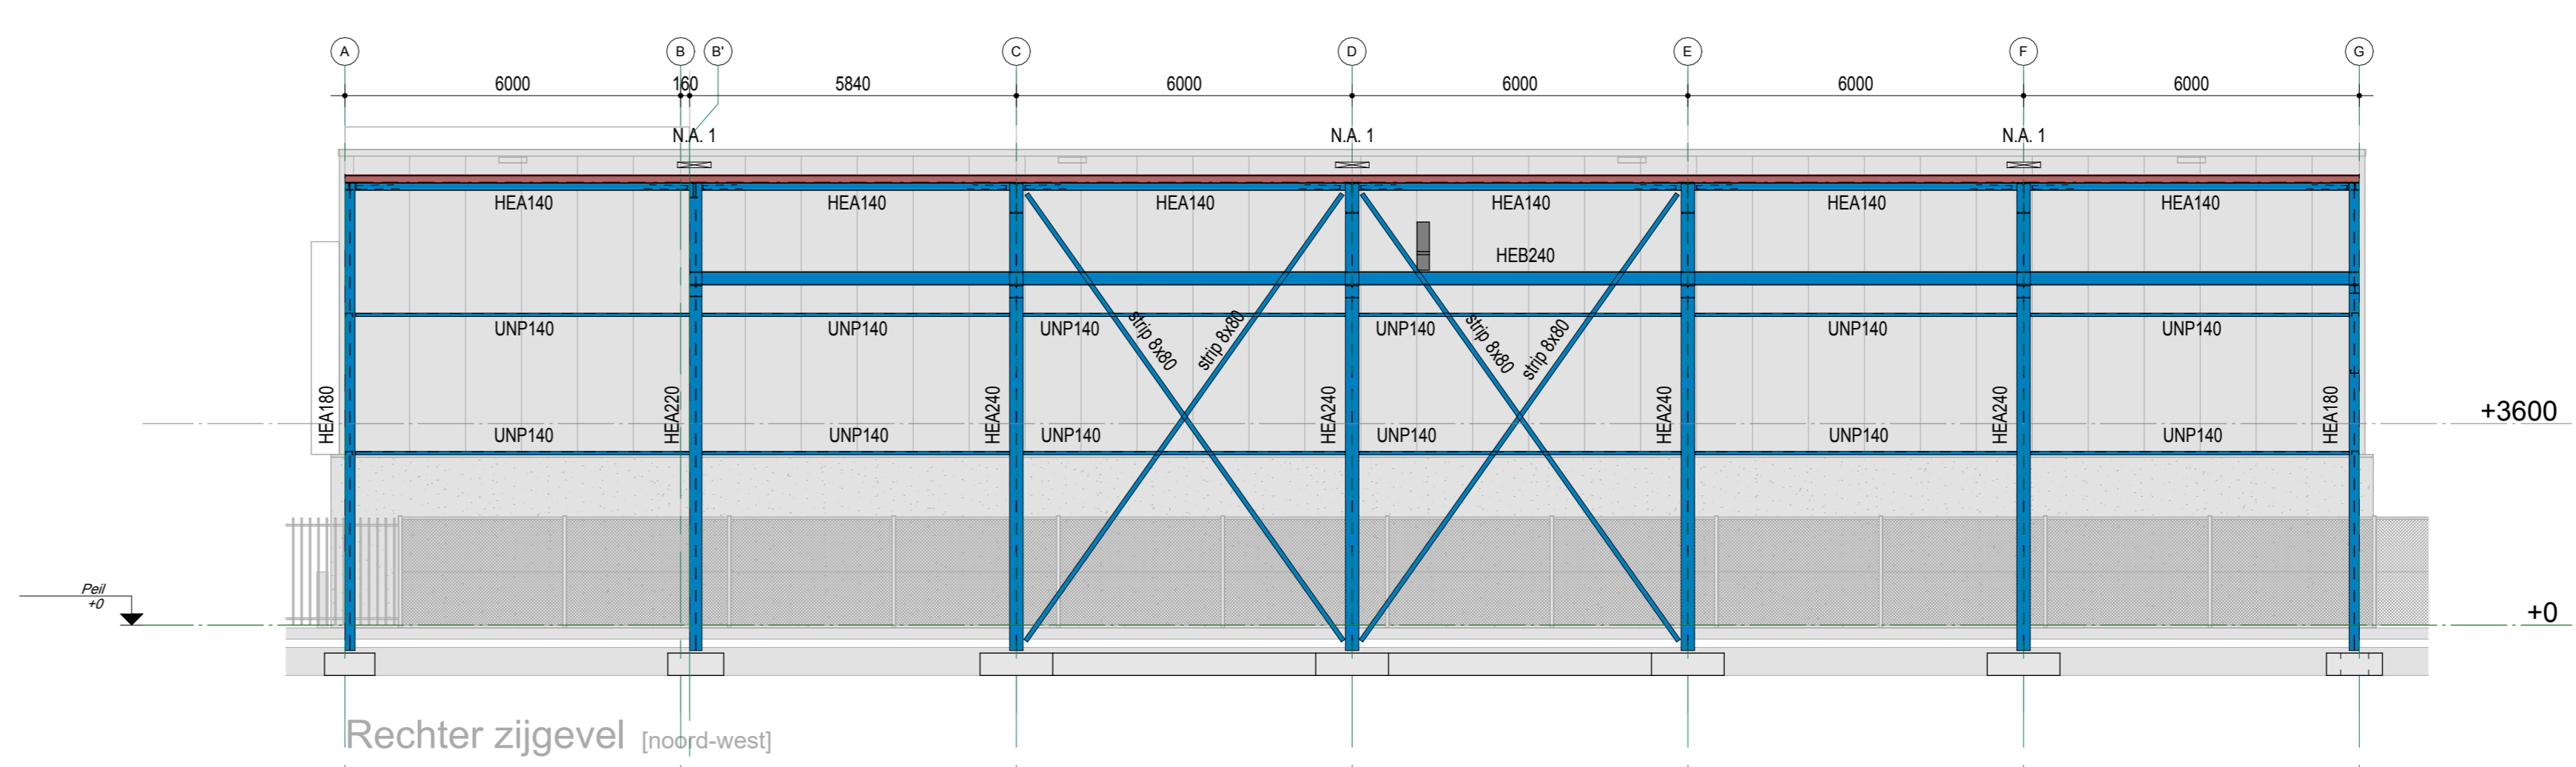 A B B' C D E F G
6000 160 5840 6000 6000 6000 6000
N.A. 1 N.A. 1 N.A. 1
HEA140 HEA140 HEA140 HEA140 HEA140 HEA140
HEB240
UNP140 UNP140 UNP140 UNP140 UNP140 UNP140
strip 8x80 strip 8x80 strip 8x80 strip 8x80
HEA180 HEA220 HEA240 HEA240 HEA240 HEA240 HEA180
+3600
UNP140 UNP140 UNP140 UNP140 UNP140 UNP140
Peil
+0
+0
Rechter zijgevel [noord-west]